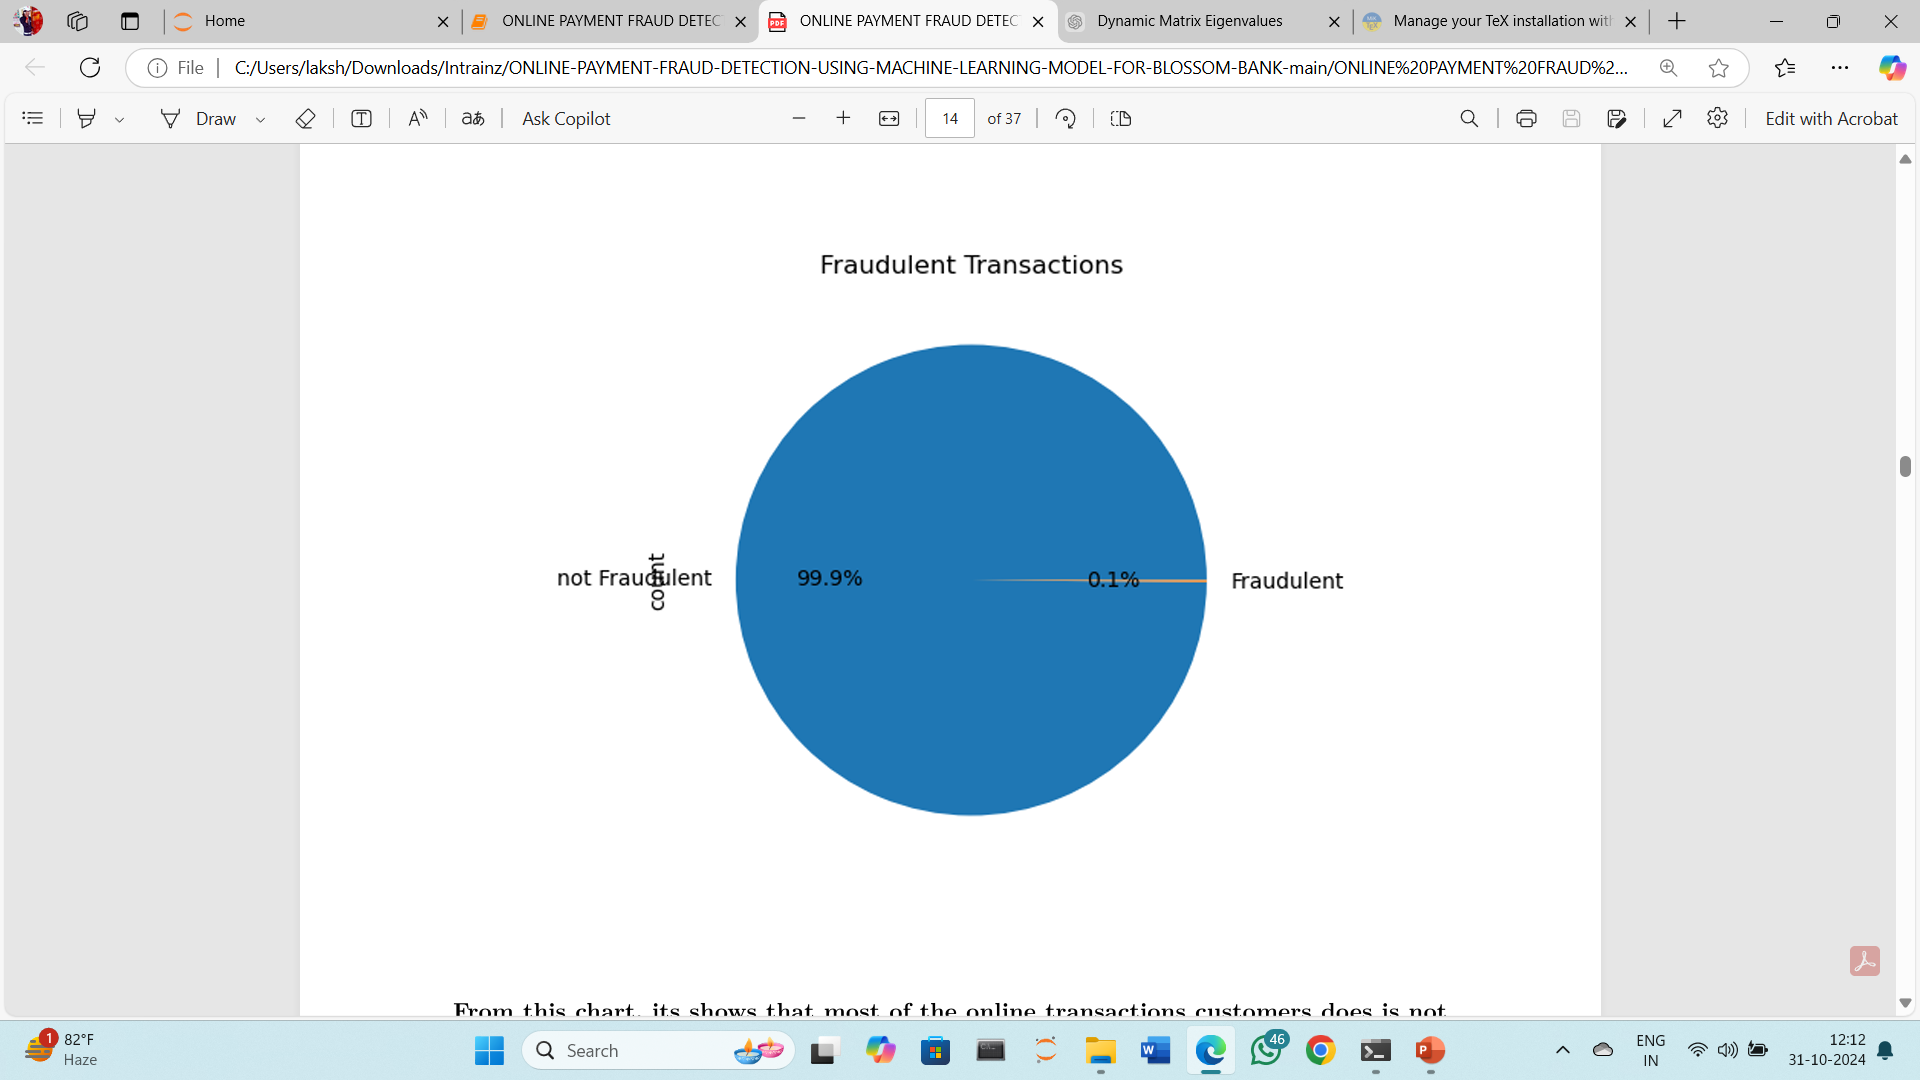 Home
ONLINE PAYMENT FRAUD DETEC
ONLINE PAYMENT FRAUD DETEC
Dynamic Matrix Eigenvalues
Manage your TeX installation with
File
C:/Users/laksh/Downloads/Intrainz/ONLINE-PAYMENT-FRAUD-DETECTION-USING-MACHINE-LEARNING-MODEL-FOR-BLOSSOM-BANK-main/ONLINE%20PAYMENT%20FRAUD%2...
Draw
Ask Copilot
14 of 37
Edit with Acrobat
Fraudulent Transactions
not Fraudulent
count
99.9%
0.1%
Fraudulent
From this chart, its shows that most of the online transactions customers does is not
1
82°F
Haze
Search
46
ENG
IN
12:12
31-10-2024